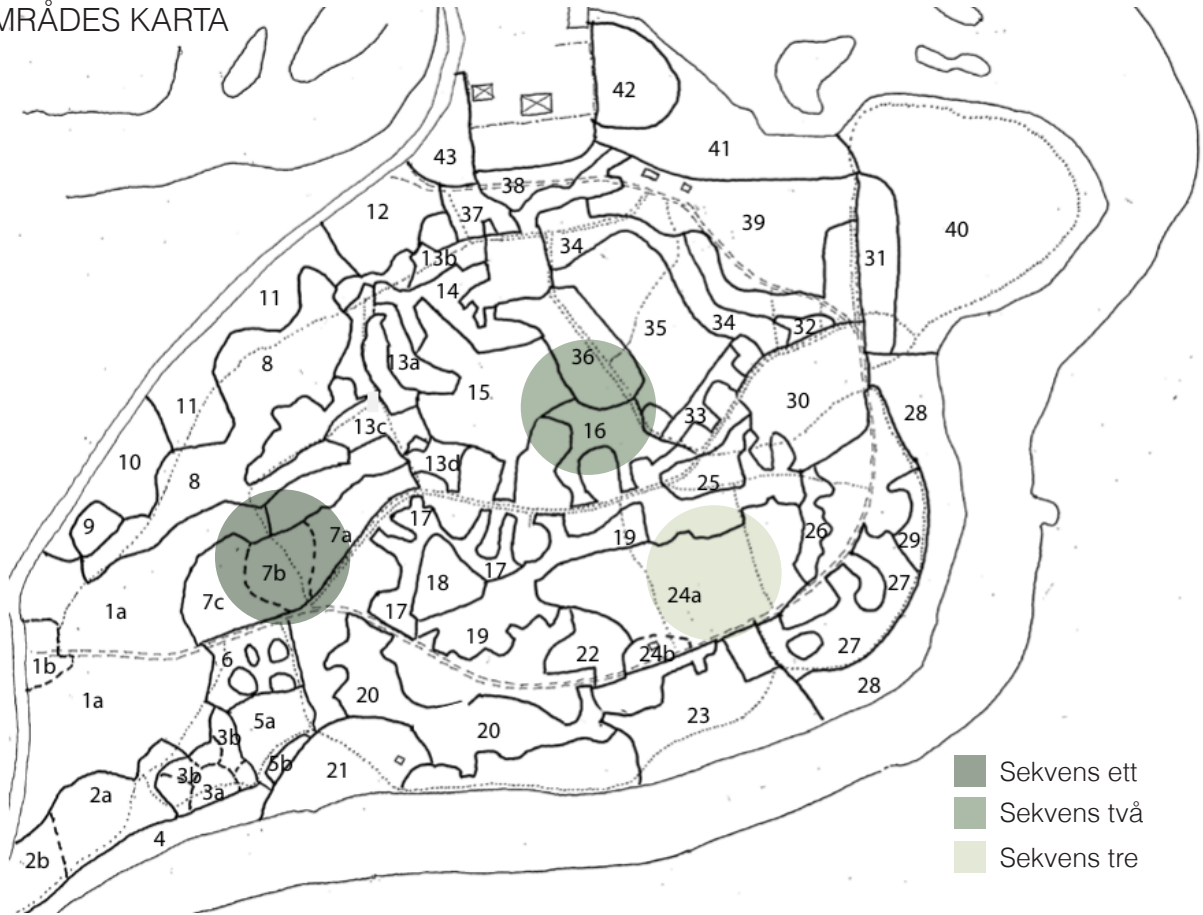 MRÅDES KARTA
42
43
41
38
12
37
39
40
34
13b
31
11
14
34
32
35
8
36
13a
15
11
30
28
33
13c
16
10
13d
8
25
17
9
7a
19
26
29
7b
18
17
27
24a
1a
7c
17
19
27
22
24b
1b
6
28
1a
20
23
5a
20
3b
5b
21
3b
3a
2a
4
2b
Sekvens ett
Sekvens två
Sekvens tre